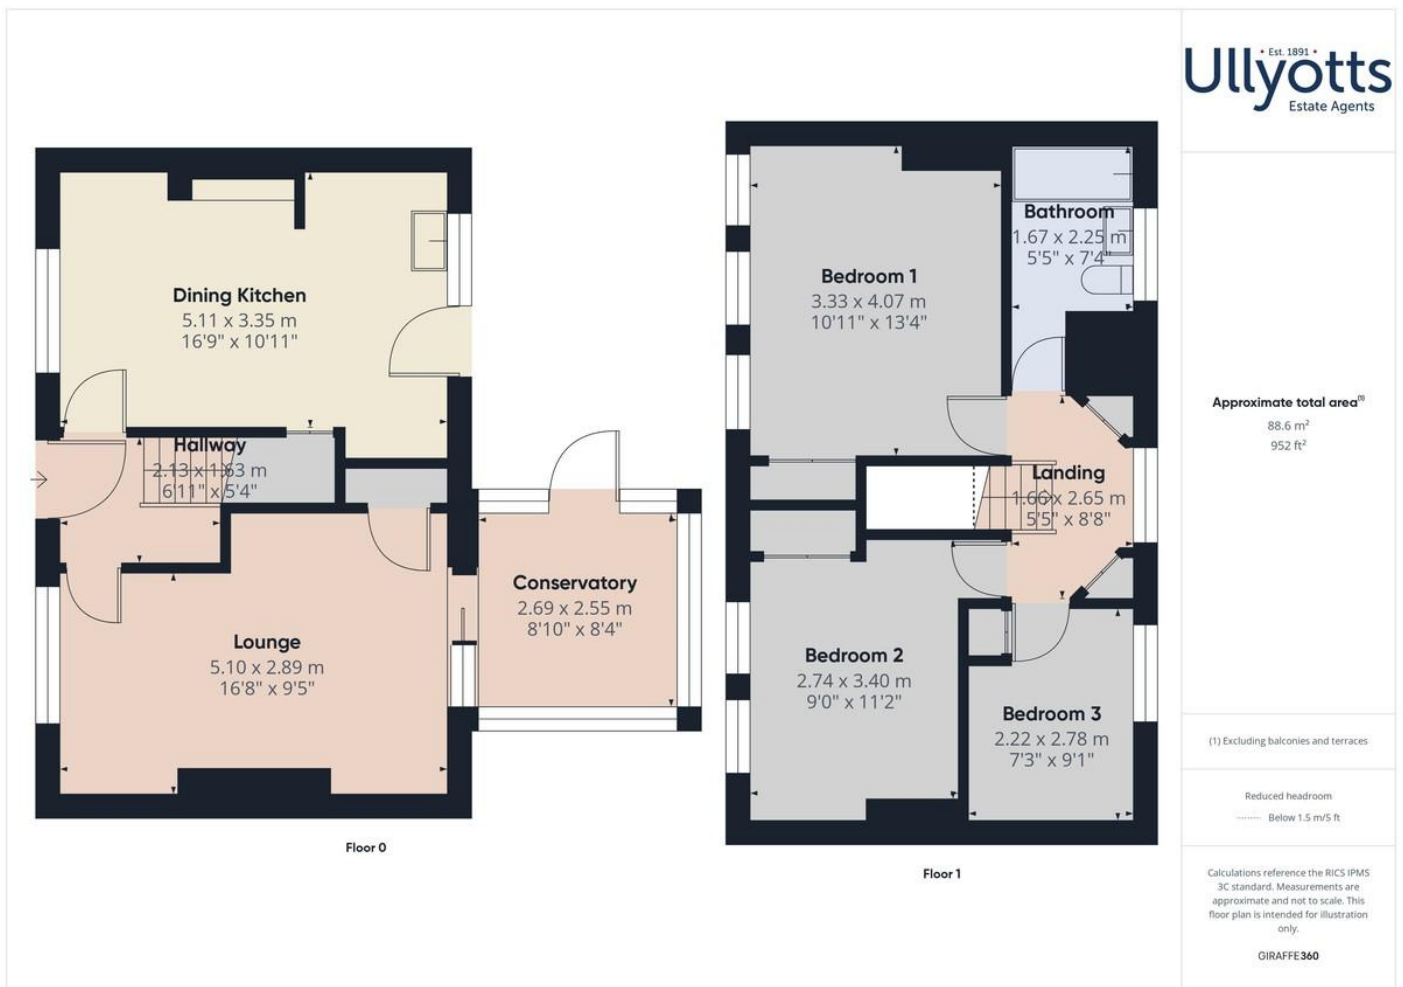 Dining Kitchen
5.11 x 3.35 m
16'9" x 10'11"
Hallway
2.13 x 1.63 m
6'11" x 5'4"
Conservatory
2.69 x 2.55 m
8'10" x 8'4"
Lounge
5.10 x 2.89 m
16'8" x 9'5"
Floor 0
Bathroom
1.67 x 2.25 m
5'5" x 7'4"
Bedroom 1
3.33 x 4.07 m
10'11" x 13'4"
Landing
1.66 x 2.65 m
5'5" x 8'8"
Bedroom 2
2.74 x 3.40 m
9'0" x 11'2"
Bedroom 3
2.22 x 2.78 m
7'3" x 9'1"
Floor 1
• Est. 1891 •
Ullyotts
Estate Agents
Approximate total area⁽¹⁾
88.6 m²
952 ft²
(1) Excluding balconies and terraces
Reduced headroom
Below 1.5 m/5 ft
Calculations reference the RICS IPMS
3C standard. Measurements are
approximate and not to scale. This
floor plan is intended for illustration
only.
GIRAFFE360